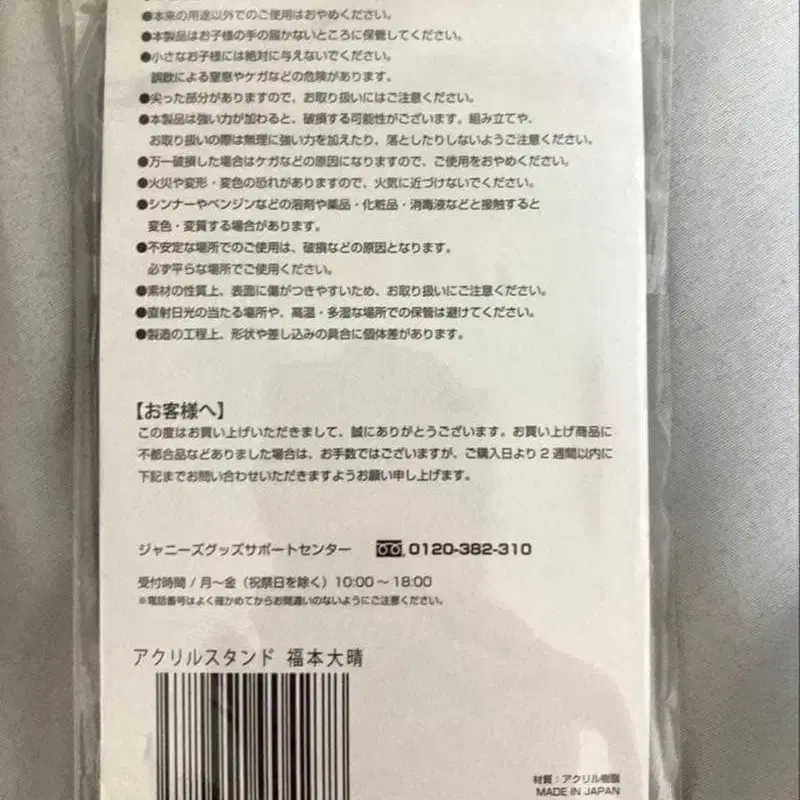 ●本来の用途以外でのご使用はおやめください。
●本製品はお子様の手の届かないところに保管してください。
●小さなお子様には絶対に与えないでください。
誤飲による窒息やケガなどの危険があります。
●尖った部分がありますので、お取り扱いにはご注意ください。
●本製品は強い力が加わると、破損する可能性がございます。組み立てや、
お取り扱いの際は無理に強い力を加えたり、落としたりしないようご注意ください。
●万一破損した場合はケガなどの原因になりますので、ご使用をおやめください。
●火災や変形・変色の恐れがありますので、火気に近づけないでください。
●シンナーやベンジンなどの溶剤や薬品・化粧品・消毒液などと接触すると
変色・変質する場合があります。
●不安定な場所でのご使用は、破損などの原因となります。
必ず平らな場所でご使用ください。
●素材の性質上、表面に傷がつきやすいため、お取り扱いにご注意ください。
●直射日光の当たる場所や、高温・多湿な場所での保管は避けてください。
●製造の工程上、形状や差し込みの具合に個体差があります。
【お客様へ】
この度はお買い上げいただきまして、誠にありがとうございます。お買い上げ商品に
不都合品などありました場合は、お手数ではございますが、ご購入日より2週間以内に
下記までお問い合わせいただきますようお願い申し上げます。
ジャニーズグッズサポートセンター 0120-382-310
受付時間 / 月〜金（祝祭日を除く）10:00〜18:00
※電話番号はよく確かめてからお間違いのないようにご注意ください。
アクリルスタンド 福本大晴
材質：アクリル樹脂
MADE IN JAPAN